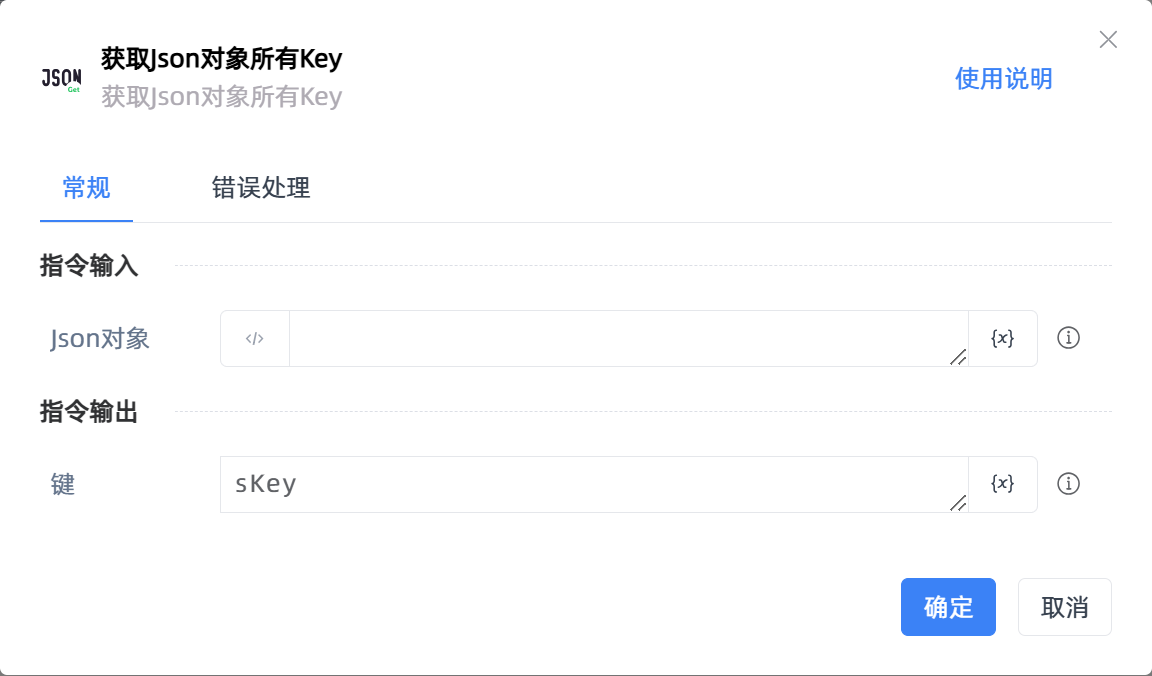 JSON
Get
获取Json对象所有Key
获取Json对象所有Key
使用说明
常规
错误处理
指令输入
Json对象
</>
{x}
指令输出
键
sKey
{x}
确定
取消